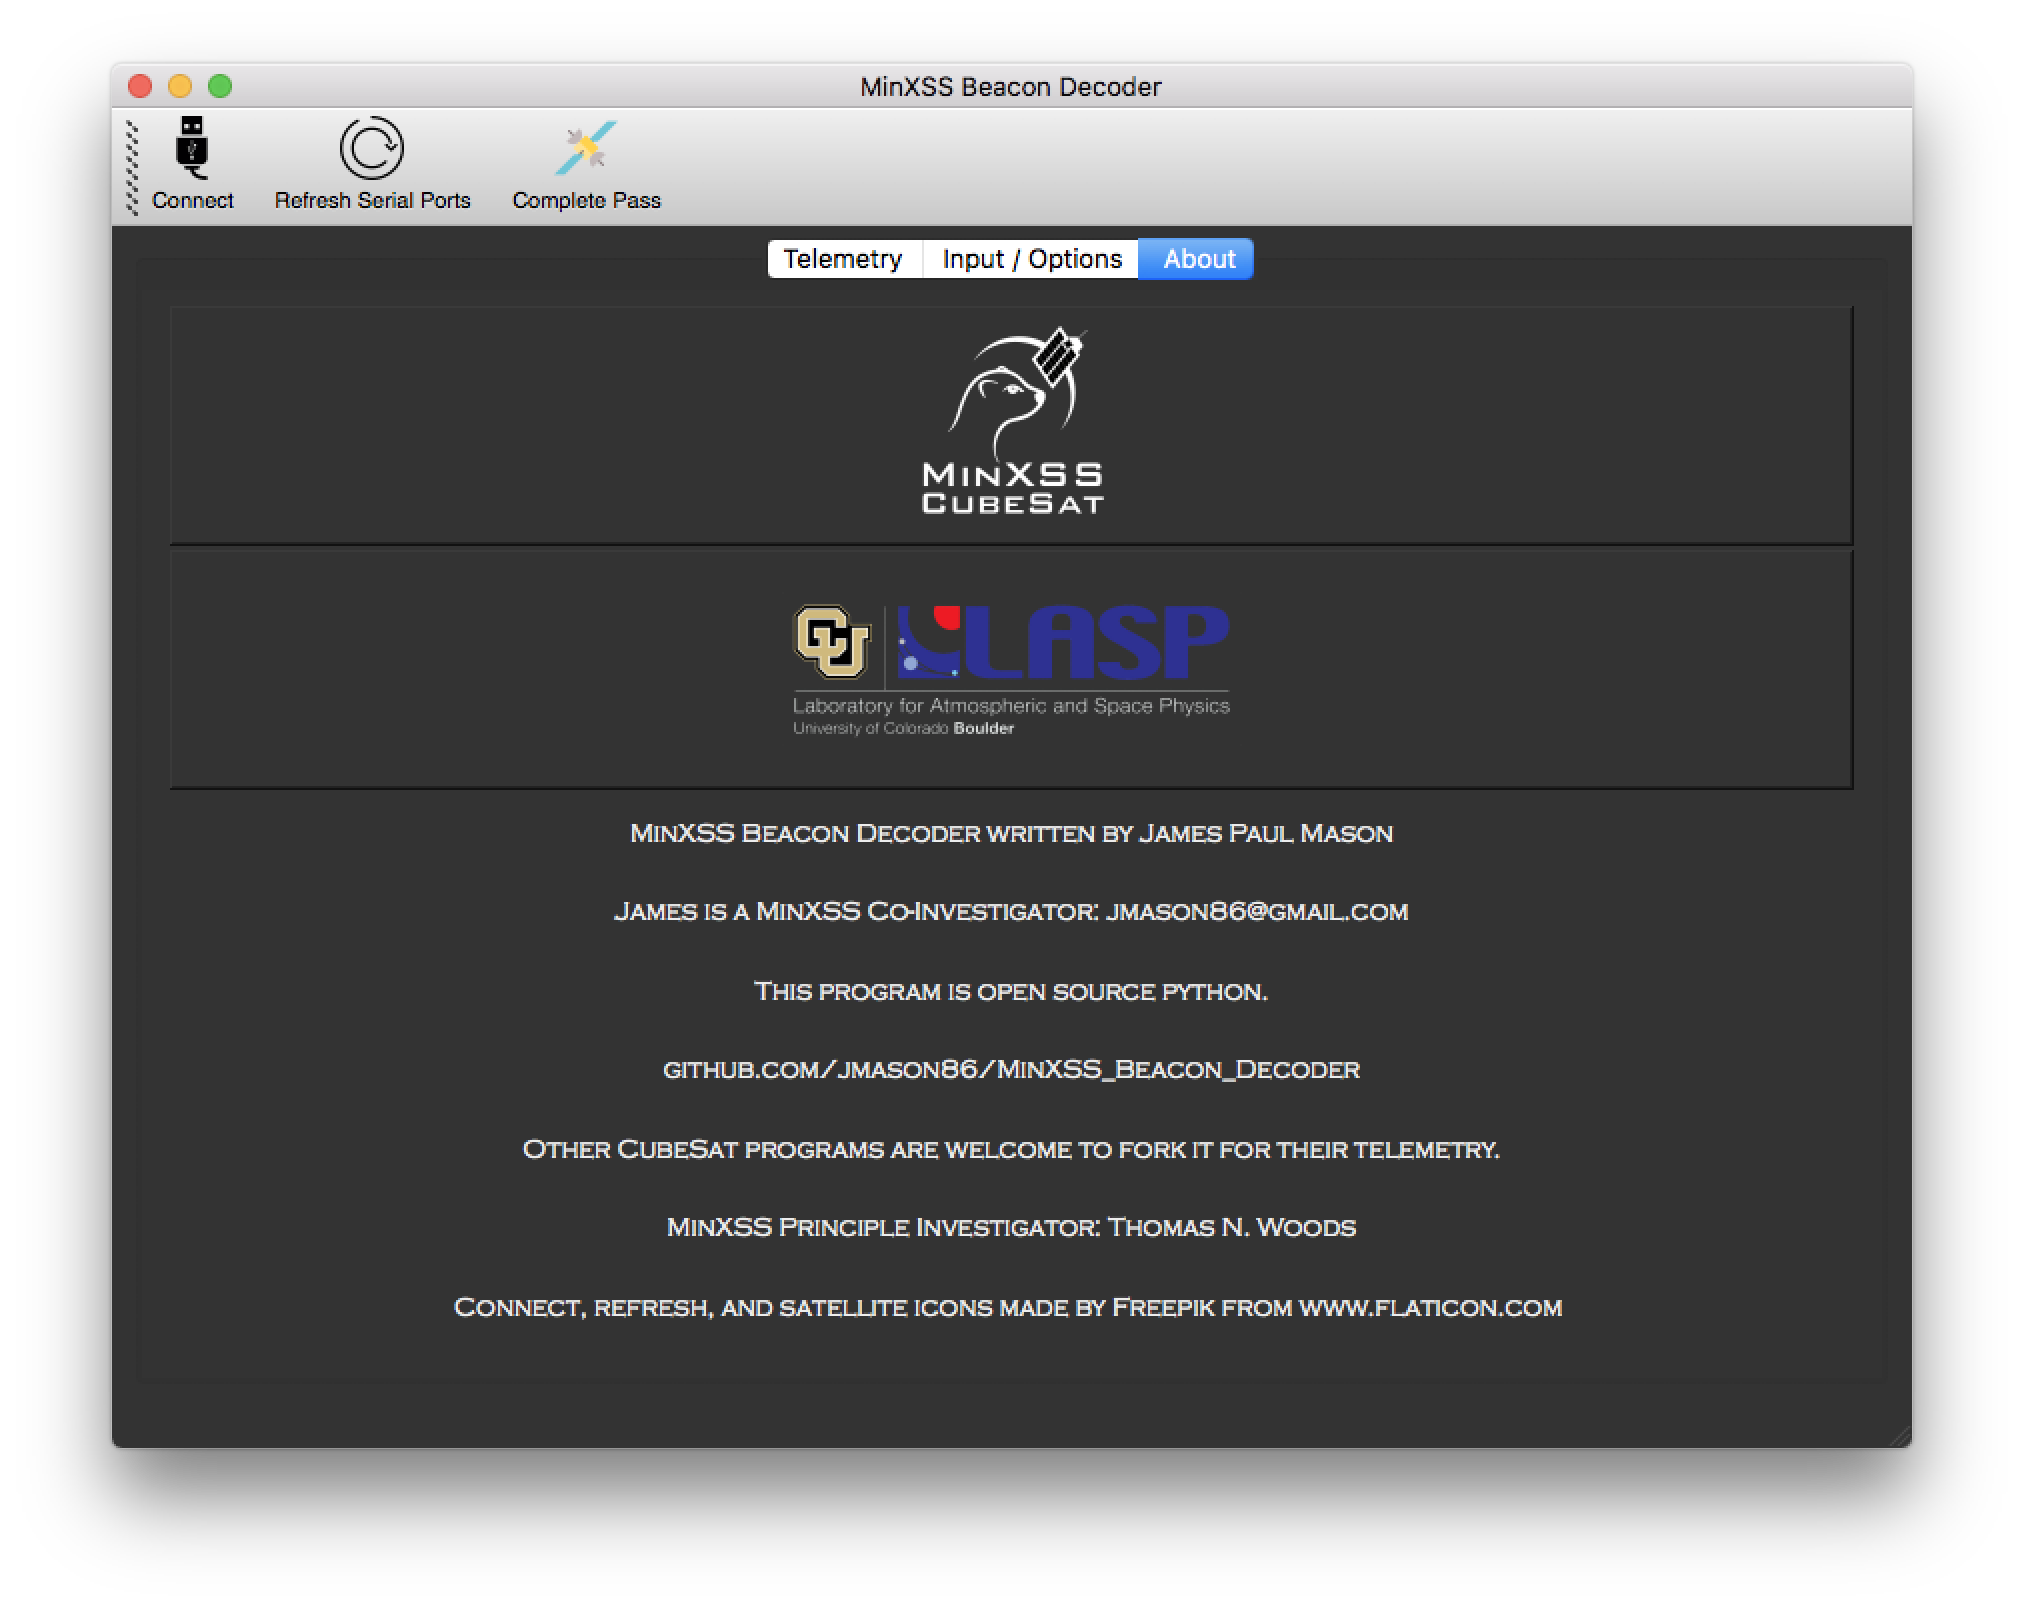 MinXSS Beacon Decoder
Connect
Refresh Serial Ports
Complete Pass
Telemetry
Input / Options
About
MinXSS
CubeSat
CU
LASP
Laboratory for Atmospheric and Space Physics
University of Colorado Boulder
MinXSS Beacon Decoder written by James Paul Mason
James is a MinXSS Co-Investigator: jmason86@gmail.com
This program is open source python.
github.com/jmason86/MinXSS_Beacon_Decoder
Other CubeSat programs are welcome to fork it for their telemetry.
MinXSS Principle Investigator: Thomas N. Woods
Connect, refresh, and satellite icons made by Freepik from www.flaticon.com